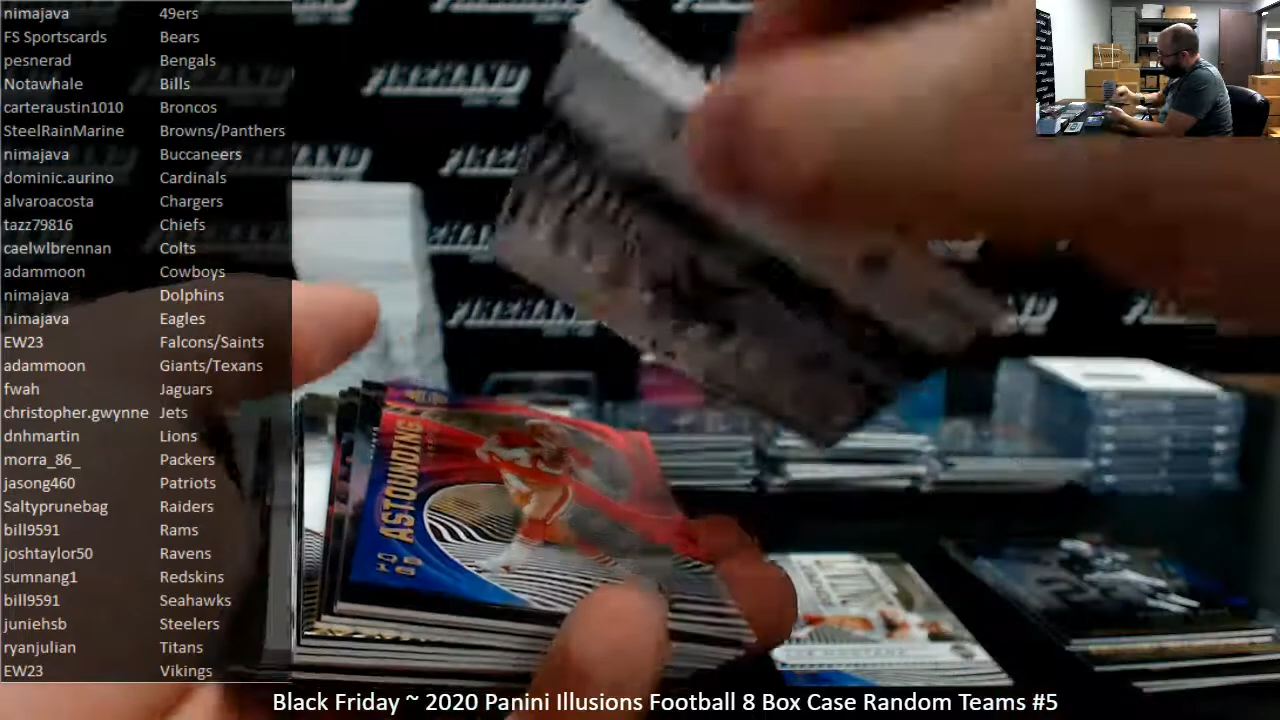 nimajava 49ers
FS Sportscards Bears
pesnerad Bengals
Notawhale Bills
carteraustin1010 Broncos
SteelRainMarine Browns/Panthers
nimajava Buccaneers
dominic.aurino Cardinals
alvaroacosta Chargers
tazz79816 Chiefs
caelwlbrennan Colts
adammoon Cowboys
nimajava Dolphins
nimajava Eagles
EW23 Falcons/Saints
adammoon Giants/Texans
fwah Jaguars
christopher.gwynne Jets
dnhmartin Lions
morra_86_ Packers
jasong460 Patriots
Saltyprunebag Raiders
bill9591 Rams
joshtaylor50 Ravens
sumnang1 Redskins
bill9591 Seahawks
juniehsb Steelers
ryanjulian Titans
EW23 Vikings
FIREHAND
ASTOUNDING
Black Friday ~ 2020 Panini Illusions Football 8 Box Case Random Teams #5